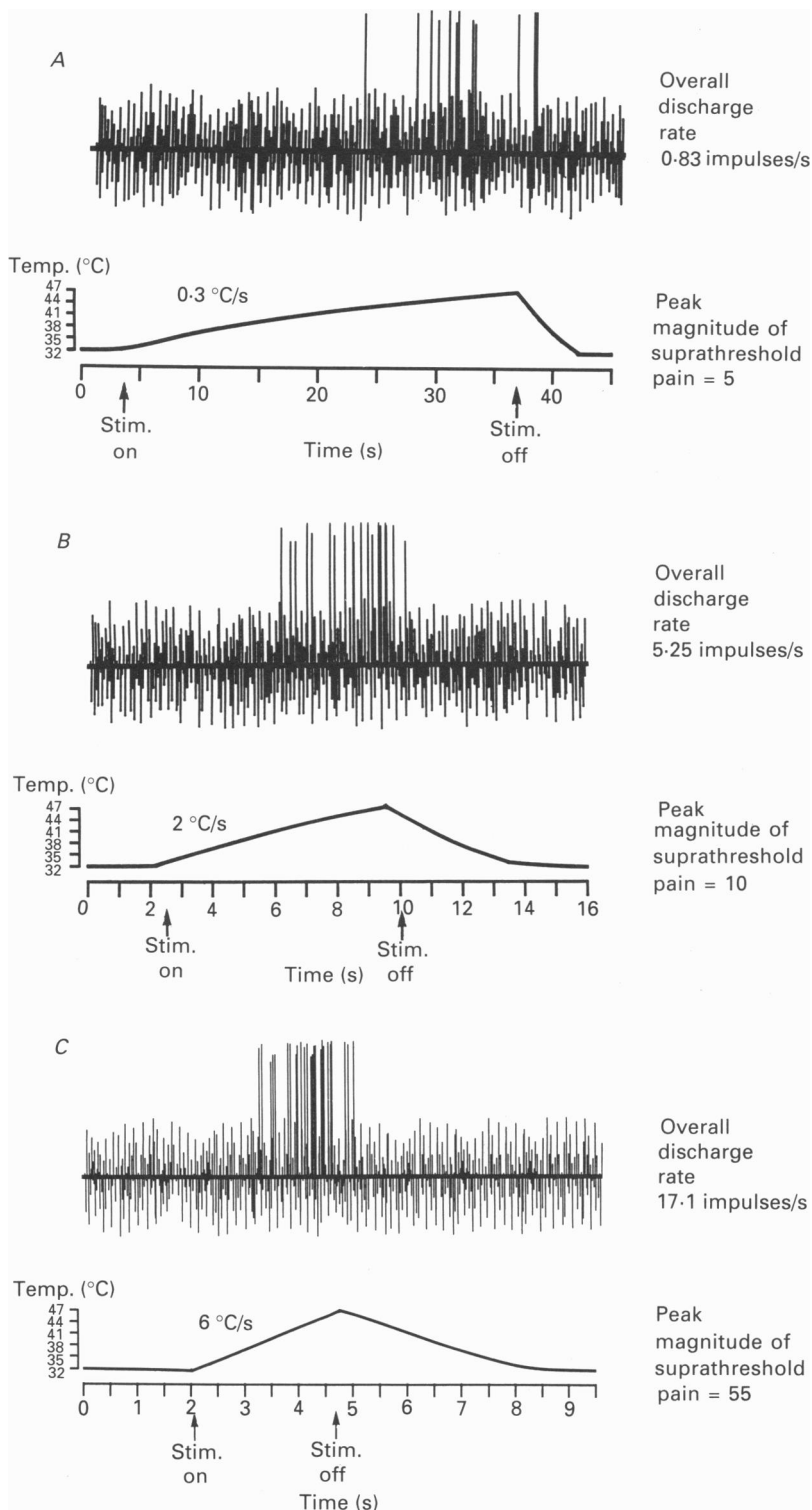 A
Overall
discharge
rate
0·83 impulses/s
Temp. (°C)
47
44
41
38
35
32
0·3 °C/s
Peak
magnitude of
suprathreshold
pain = 5
0 10 20 30 40
Stim.
on
Time (s)
Stim.
off
B
Overall
discharge
rate
5·25 impulses/s
Temp. (°C)
47
44
41
38
35
32
2 °C/s
Peak
magnitude of
suprathreshold
pain = 10
0 2 4 6 8 10 12 14 16
Stim.
on
Time (s)
Stim.
off
C
Overall
discharge
rate
17·1 impulses/s
Temp. (°C)
47
44
41
38
35
32
6 °C/s
Peak
magnitude of
suprathreshold
pain = 55
0 1 2 3 4 5 6 7 8 9
Stim.
on
Stim.
off
Time (s)